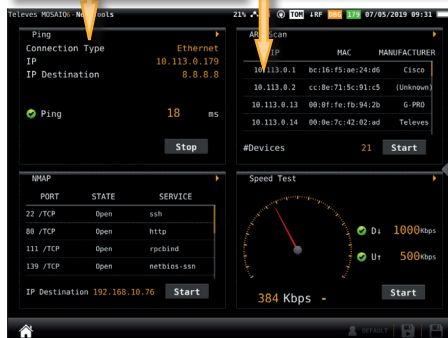 Televes MOSAIQ6-Net Tools 21% TOM ↓RF DBG 179 07/05/2019 09:31
Ping
Connection Type Ethernet
IP 10.113.0.179
IP Destination 8.8.8.8
Ping 18 ms
Stop
ARP Scan
IP MAC MANUFACTURER
10.113.0.1 bc:16:f5:ae:24:d6 Cisco
10.113.0.2 cc:8e:71:5c:91:c5 (Unknown)
10.113.0.13 00:0f:fe:fb:94:2b G-PRO
10.113.0.14 00:0e:7c:42:02:ad Televes
#Devices 21 Start
NMAP
PORT STATE SERVICE
22 /TCP Open ssh
80 /TCP Open http
111 /TCP Open rpcbind
139 /TCP Open netbios-ssn
IP Destination 192.168.10.76 Start
Speed Test
D↓ 1000Kbps
U↑ 500Kbps
384 Kbps -
Start
DEFAULT